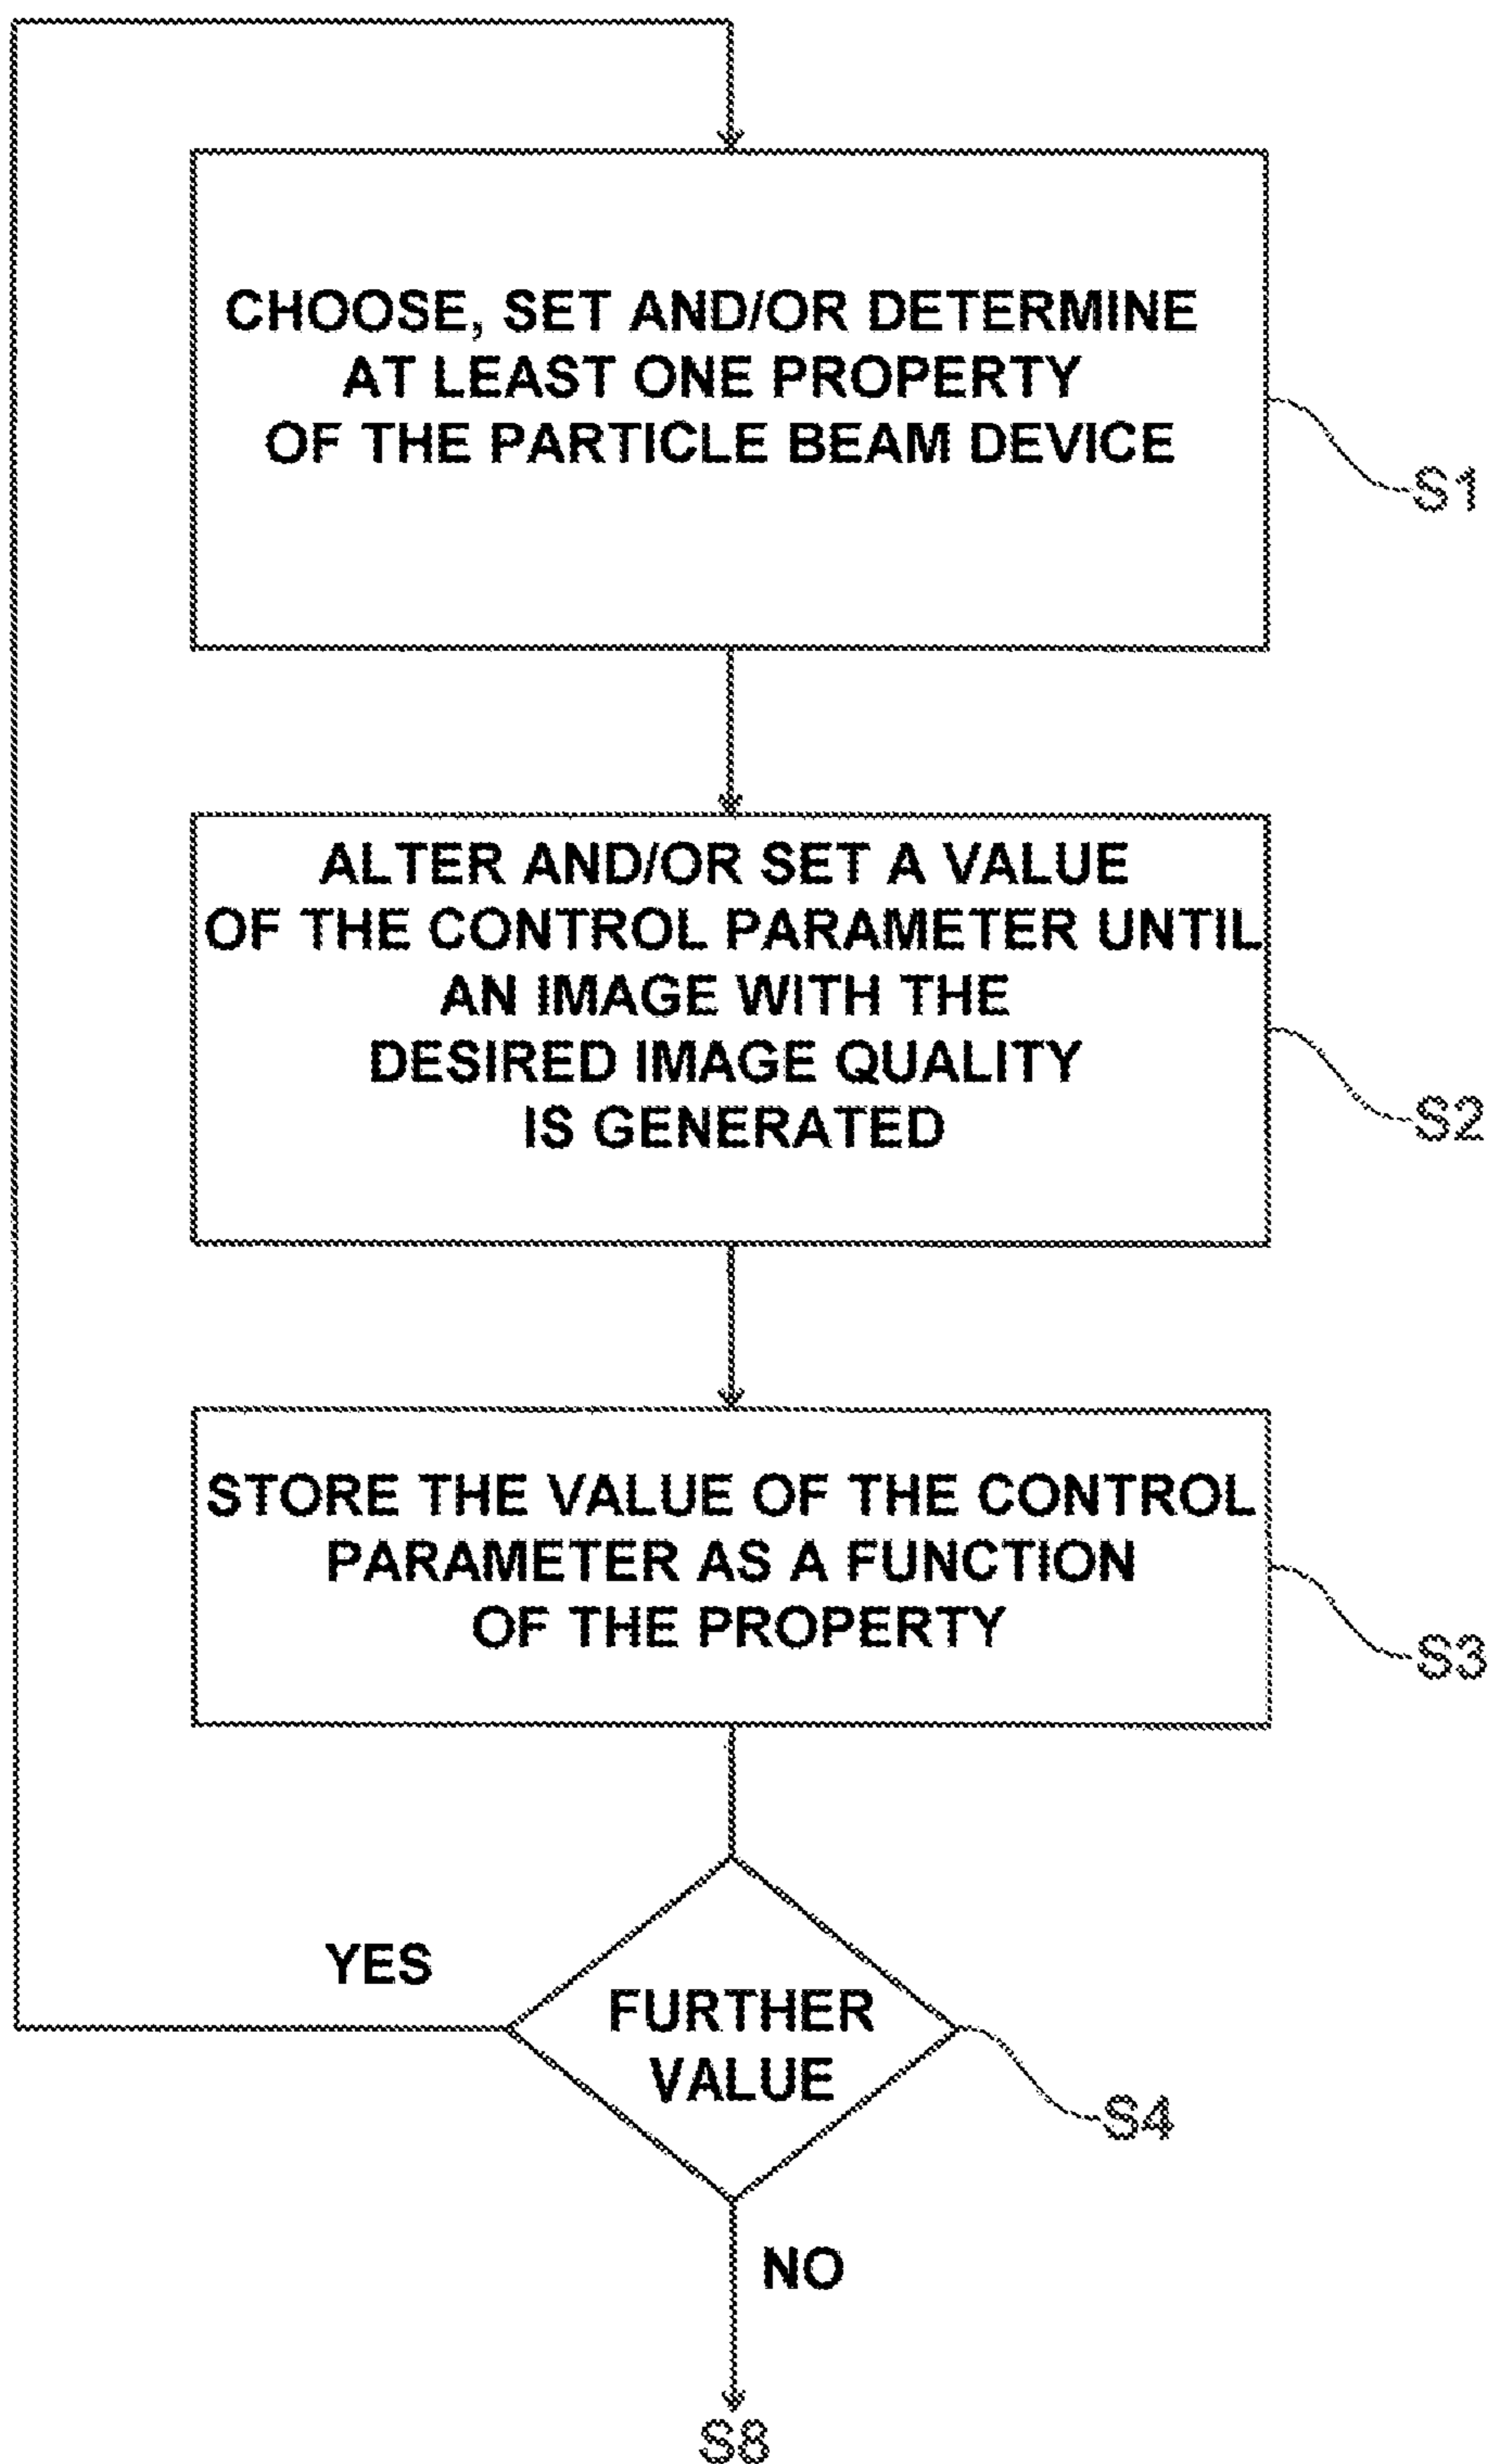 CHOOSE, SET AND/OR DETERMINE
AT LEAST ONE PROPERTY
OF THE PARTICLE BEAM DEVICE
S1
ALTER AND/OR SET A VALUE
OF THE CONTROL PARAMETER UNTIL
AN IMAGE WITH THE
DESIRED IMAGE QUALITY
IS GENERATED
S2
STORE THE VALUE OF THE CONTROL
PARAMETER AS A FUNCTION
OF THE PROPERTY
S3
YES
FURTHER
VALUE
S4
NO
S8